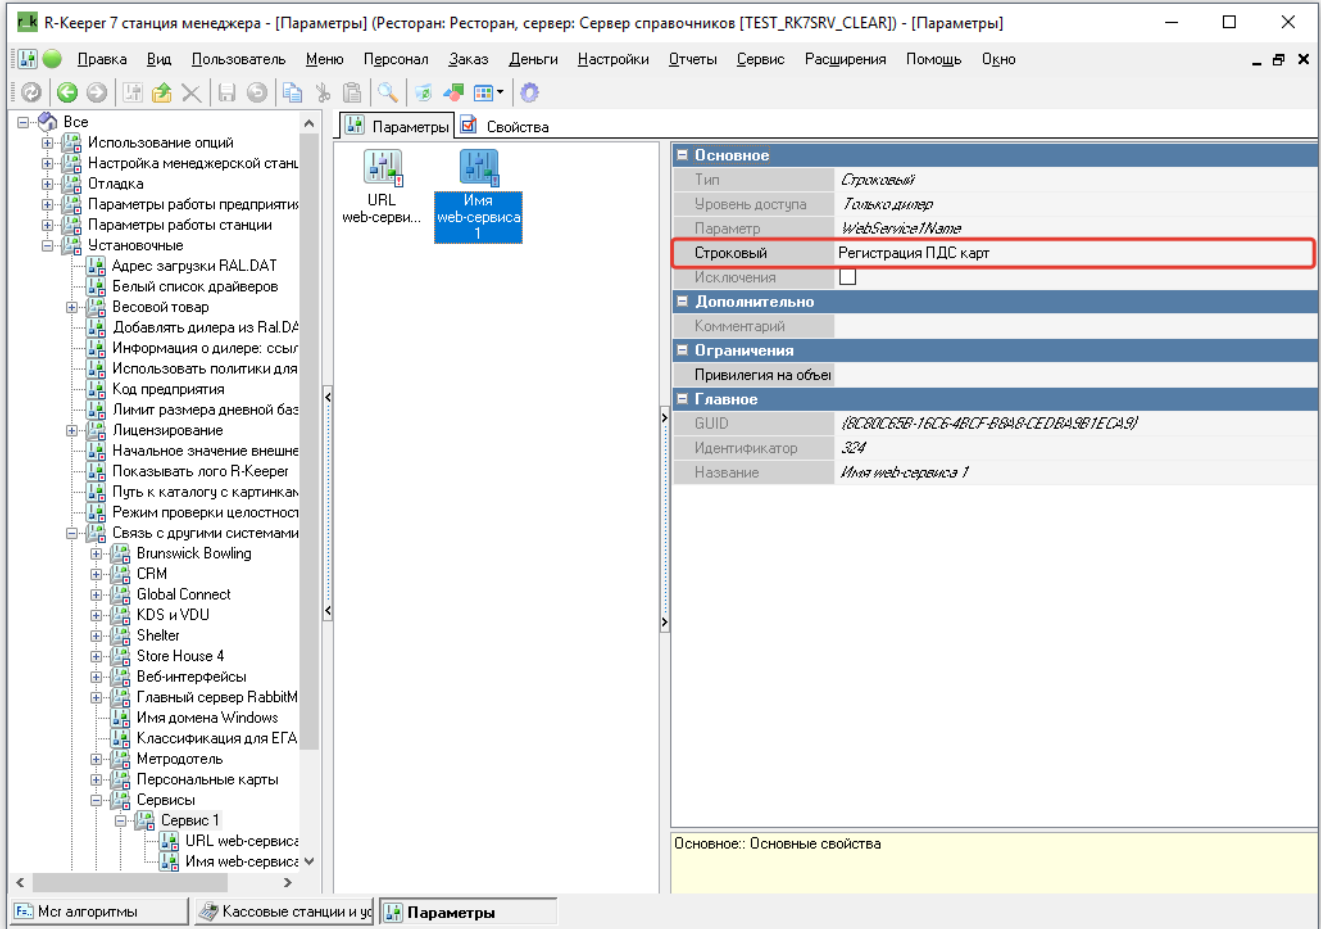 r_k R-Keeper 7 станция менеджера - [Параметры] (Ресторан: Ресторан, сервер: Сервер справочников [TEST_RK7SRV_CLEAR]) - [Параметры]
Правка Вид Пользователь Меню Персонал Заказ Деньги Настройки Отчеты Сервис Расширения Помощь Окно
Все
Использование опций
Настройка менеджерской станц
Отладка
Параметры работы предприятия
Параметры работы станции
Установочные
Адрес загрузки RAL.DAT
Белый список драйверов
Весовой товар
Добавлять дилера из Ral.DA
Информация о дилере: ссыл
Использовать политики для
Код предприятия
Лимит размера дневной баз
Лицензирование
Начальное значение внешне
Показывать лого R-Keeper
Путь к каталогу с картинкам
Режим проверки целостност
Связь с другими системами
Brunswick Bowling
CRM
Global Connect
KDS и VDU
Shelter
Store House 4
Веб-интерфейсы
Главный сервер RabbitM
Имя домена Windows
Классификация для ЕГА
Метродотель
Персональные карты
Сервисы
Сервис 1
URL web-сервиса
Имя web-сервиса
Параметры Свойства
URL
web-серви...
Имя
web-сервиса
1
Основное
Тип Строковый
Уровень доступа Только дилер
Параметр WebService1Name
Строковый Регистрация ПДС карт
Исключения
Дополнительно
Комментарий
Ограничения
Привилегия на объек
Главное
GUID {8C80C65B-16C6-4BCF-B8A8-CEDBA9B1ECA9}
Идентификатор 324
Название Имя web-сервиса 1
Основное:: Основные свойства
Мсг алгоритмы Кассовые станции и ус Параметры